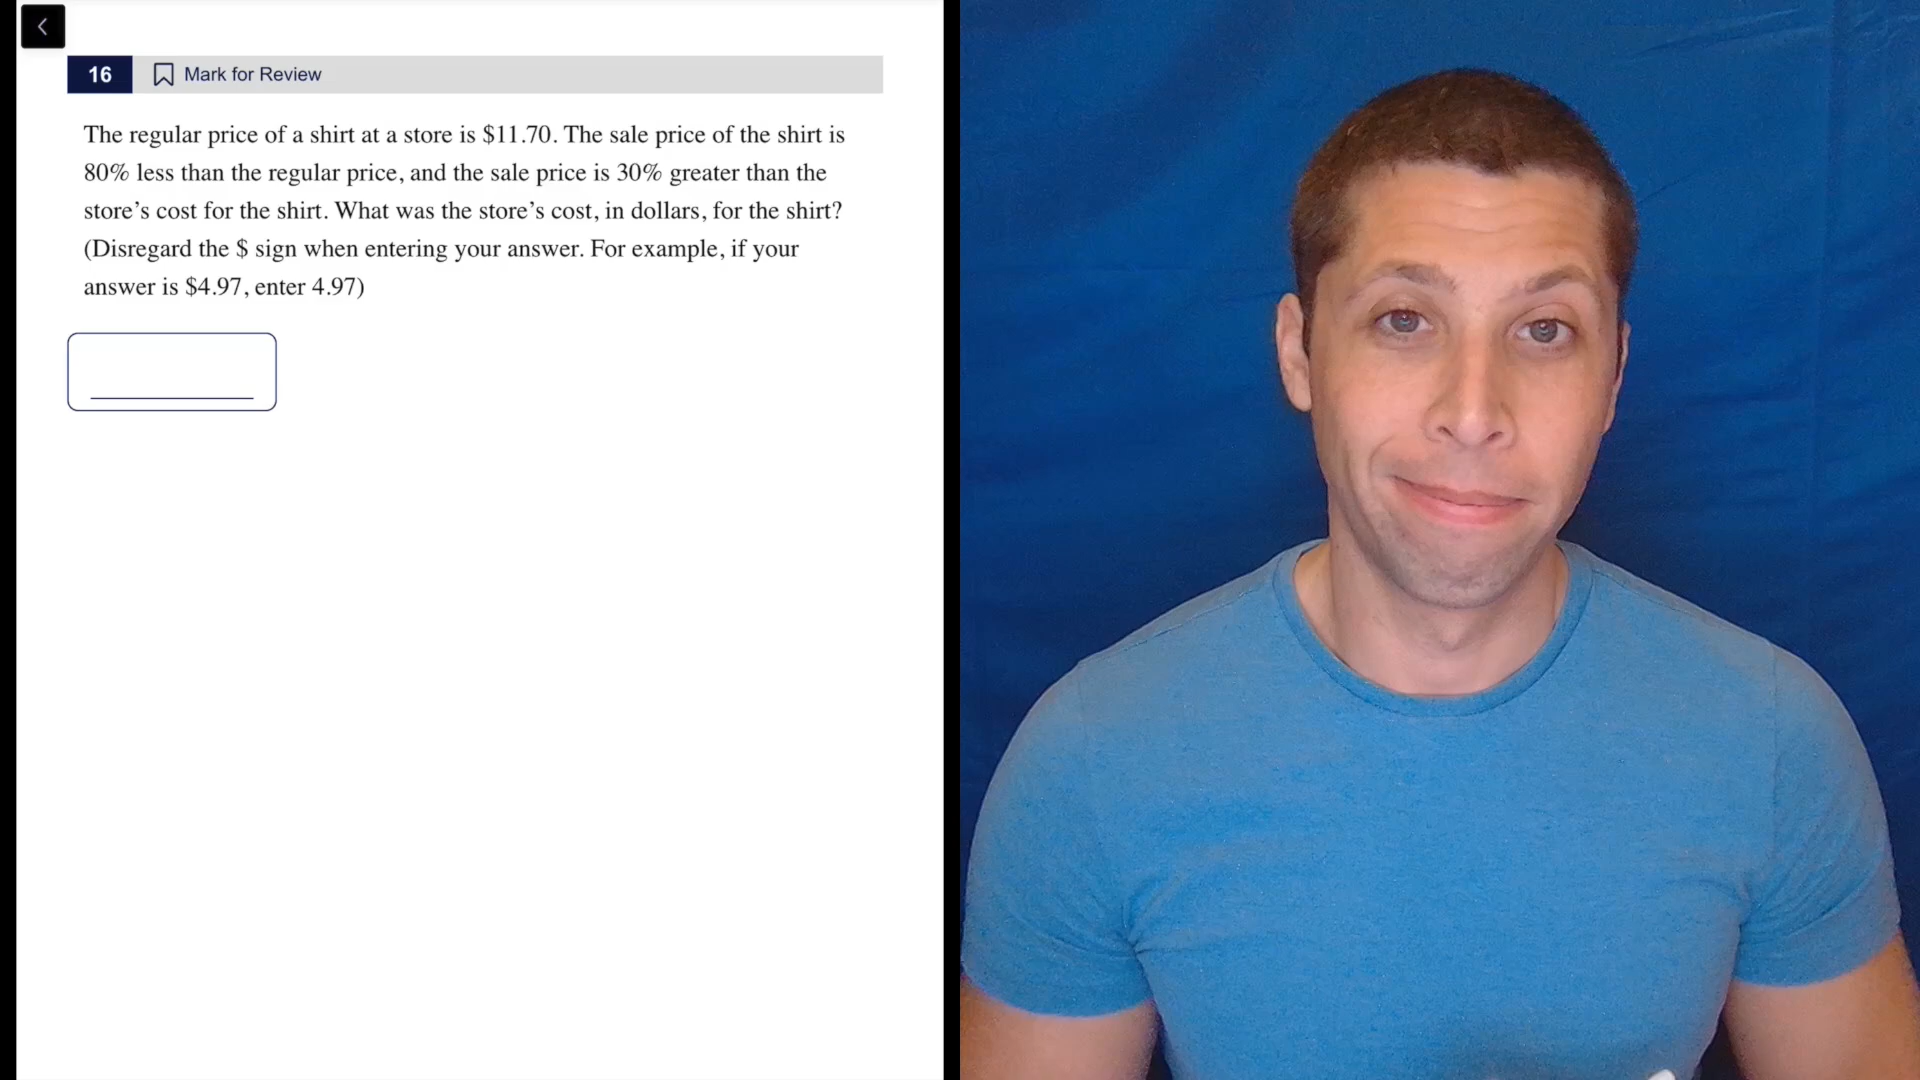 16 Mark for Review
The regular price of a shirt at a store is $11.70. The sale price of the shirt is
80% less than the regular price, and the sale price is 30% greater than the
store’s cost for the shirt. What was the store’s cost, in dollars, for the shirt?
(Disregard the $ sign when entering your answer. For example, if your
answer is $4.97, enter 4.97)